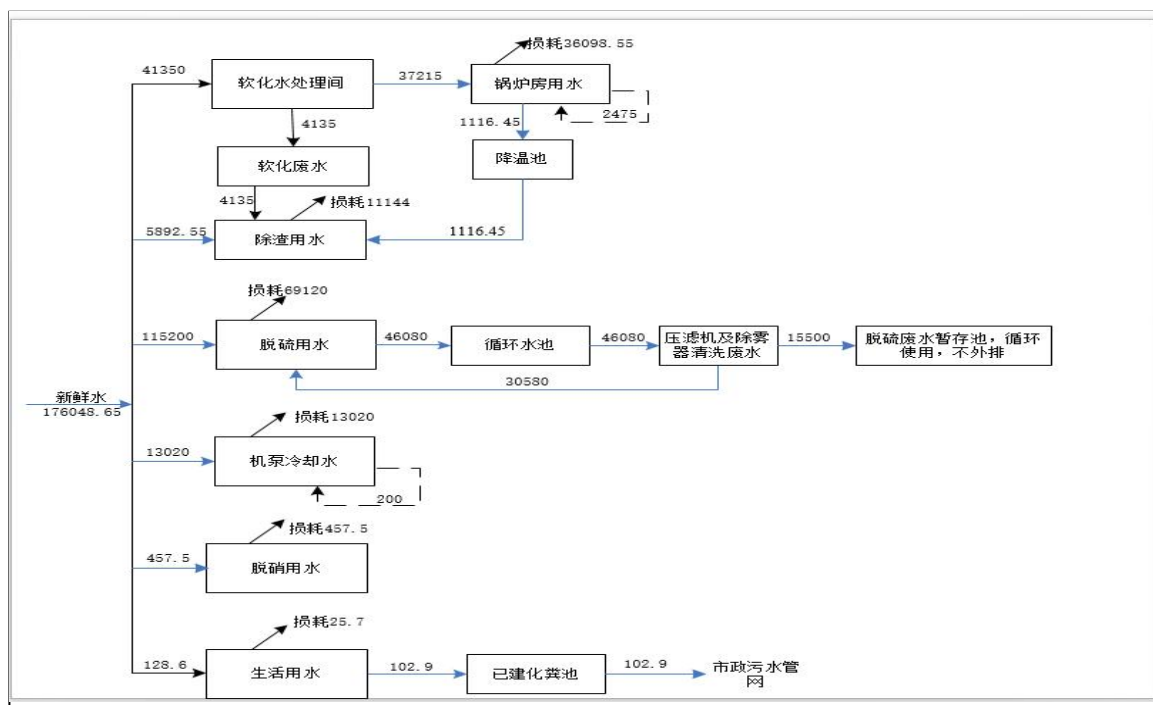 损耗36098.55
41350
软化水处理间
37215
锅炉房用水
2475
4135
1116.45
软化废水
降温池
4135
损耗11144
5892.55
除渣用水
1116.45
损耗69120
115200
脱硫用水
46080
循环水池
46080
压滤机及除雾
器清洗废水
15500
脱硫废水暂存池，循环
使用，不外排
30580
新鲜水
176048.65
损耗13020
13020
机泵冷却水
200
损耗457.5
457.5
脱硝用水
损耗25.7
128.6
生活用水
102.9
已建化粪池
102.9
市政污水管
网